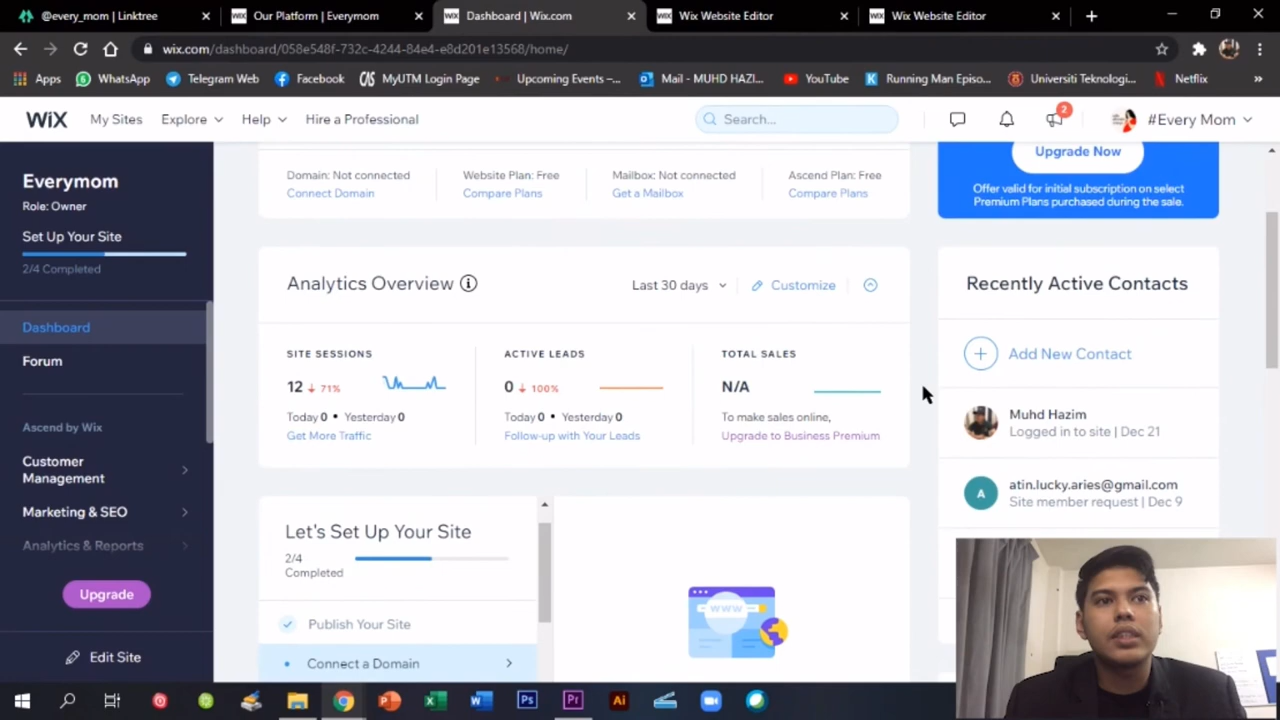 @every_mom | Linktree
WiX Our Platform | Everymom
WiX Dashboard | Wix.com
WiX Wix Website Editor
WiX Wix Website Editor
wix.com/dashboard/058e548f-732c-4244-84e4-e8d201e13568/home/
Apps WhatsApp Telegram Web Facebook MyUTM Login Page Upcoming Events –... Mail - MUHD HAZI... YouTube Running Man Episo... Universiti Teknologi... Netflix »
WiX My Sites Explore Help Hire a Professional Search... 2 #Every Mom
Everymom
Role: Owner
Set Up Your Site
2/4 Completed
Dashboard
Forum
Ascend by Wix
Customer
Management
Marketing & SEO
Analytics & Reports
Upgrade
Edit Site
Domain: Not connected
Connect Domain
Website Plan: Free
Compare Plans
Mailbox: Not connected
Get a Mailbox
Ascend Plan: Free
Compare Plans
Upgrade Now
Offer valid for initial subscription on select
Premium Plans purchased during the sale.
Analytics Overview Last 30 days Customize
SITE SESSIONS
12 ↓ 71%
Today 0 • Yesterday 0
Get More Traffic
ACTIVE LEADS
0 ↓ 100%
Today 0 • Yesterday 0
Follow-up with Your Leads
TOTAL SALES
N/A
To make sales online,
Upgrade to Business Premium
Recently Active Contacts
Add New Contact
Muhd Hazim
Logged in to site | Dec 21
A
atin.lucky.aries@gmail.com
Site member request | Dec 9
Let's Set Up Your Site
2/4
Completed
Publish Your Site
Connect a Domain
www
Ps Pr Ai